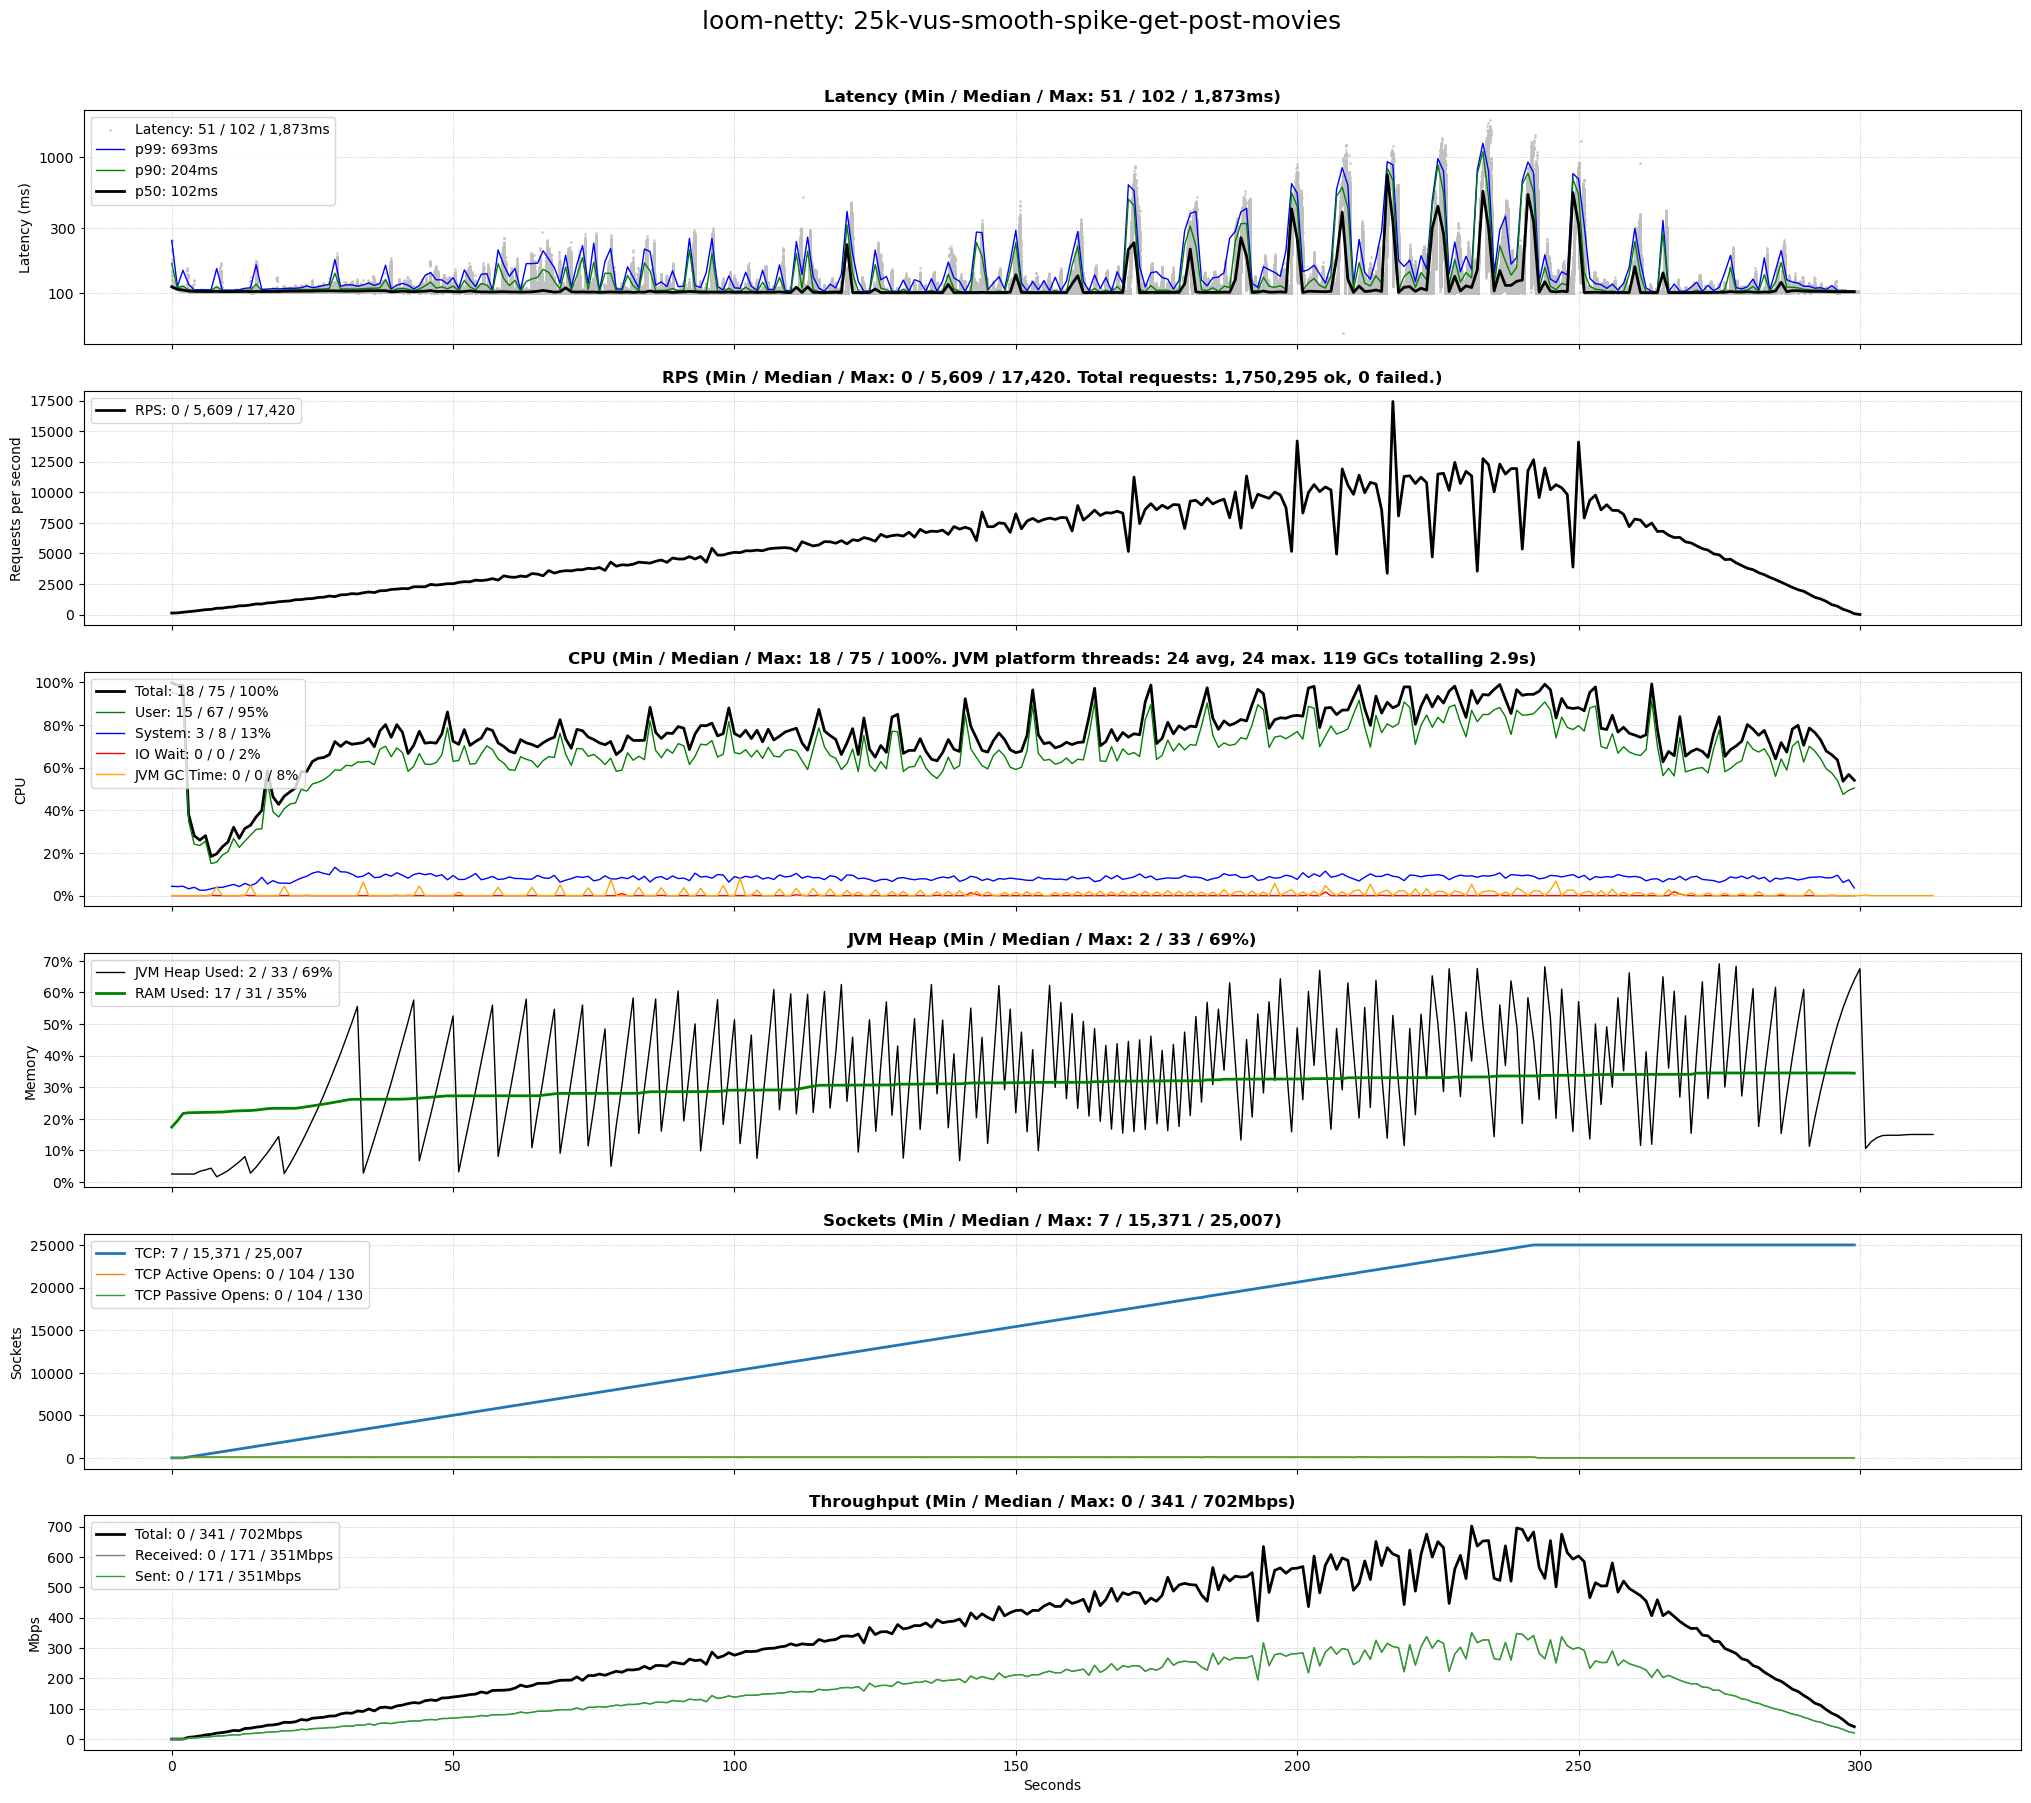 loom-netty: 25k-vus-smooth-spike-get-post-movies
Latency (Min / Median / Max: 51 / 102 / 1,873ms)
Latency: 51 / 102 / 1,873ms
p99: 693ms
p90: 204ms
p50: 102ms
Latency (ms)
1000
300
100
RPS (Min / Median / Max: 0 / 5,609 / 17,420. Total requests: 1,750,295 ok, 0 failed.)
RPS: 0 / 5,609 / 17,420
Requests per second
17500
15000
12500
10000
7500
5000
2500
0
CPU (Min / Median / Max: 18 / 75 / 100%. JVM platform threads: 24 avg, 24 max. 119 GCs totalling 2.9s)
Total: 18 / 75 / 100%
User: 15 / 67 / 95%
System: 3 / 8 / 13%
IO Wait: 0 / 0 / 2%
JVM GC Time: 0 / 0 / 8%
CPU
100%
80%
60%
40%
20%
0%
JVM Heap (Min / Median / Max: 2 / 33 / 69%)
JVM Heap Used: 2 / 33 / 69%
RAM Used: 17 / 31 / 35%
Memory
70%
60%
50%
40%
30%
20%
10%
0%
Sockets (Min / Median / Max: 7 / 15,371 / 25,007)
TCP: 7 / 15,371 / 25,007
TCP Active Opens: 0 / 104 / 130
TCP Passive Opens: 0 / 104 / 130
Sockets
25000
20000
15000
10000
5000
0
Throughput (Min / Median / Max: 0 / 341 / 702Mbps)
Total: 0 / 341 / 702Mbps
Received: 0 / 171 / 351Mbps
Sent: 0 / 171 / 351Mbps
Mbps
700
600
500
400
300
200
100
0
0 50 100 150 200 250 300
Seconds